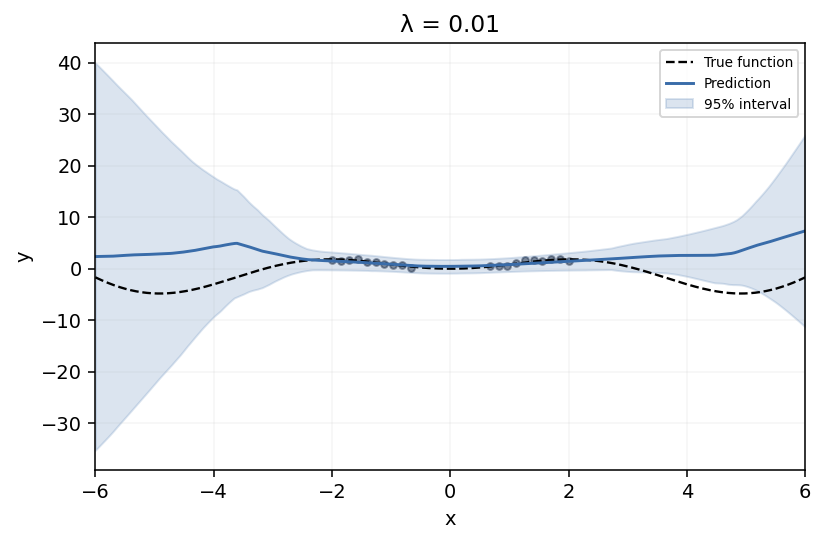 λ = 0.01
True function
Prediction
95% interval
y
40
30
20
10
0
−10
−20
−30
−6
−4
−2
0
2
4
6
x